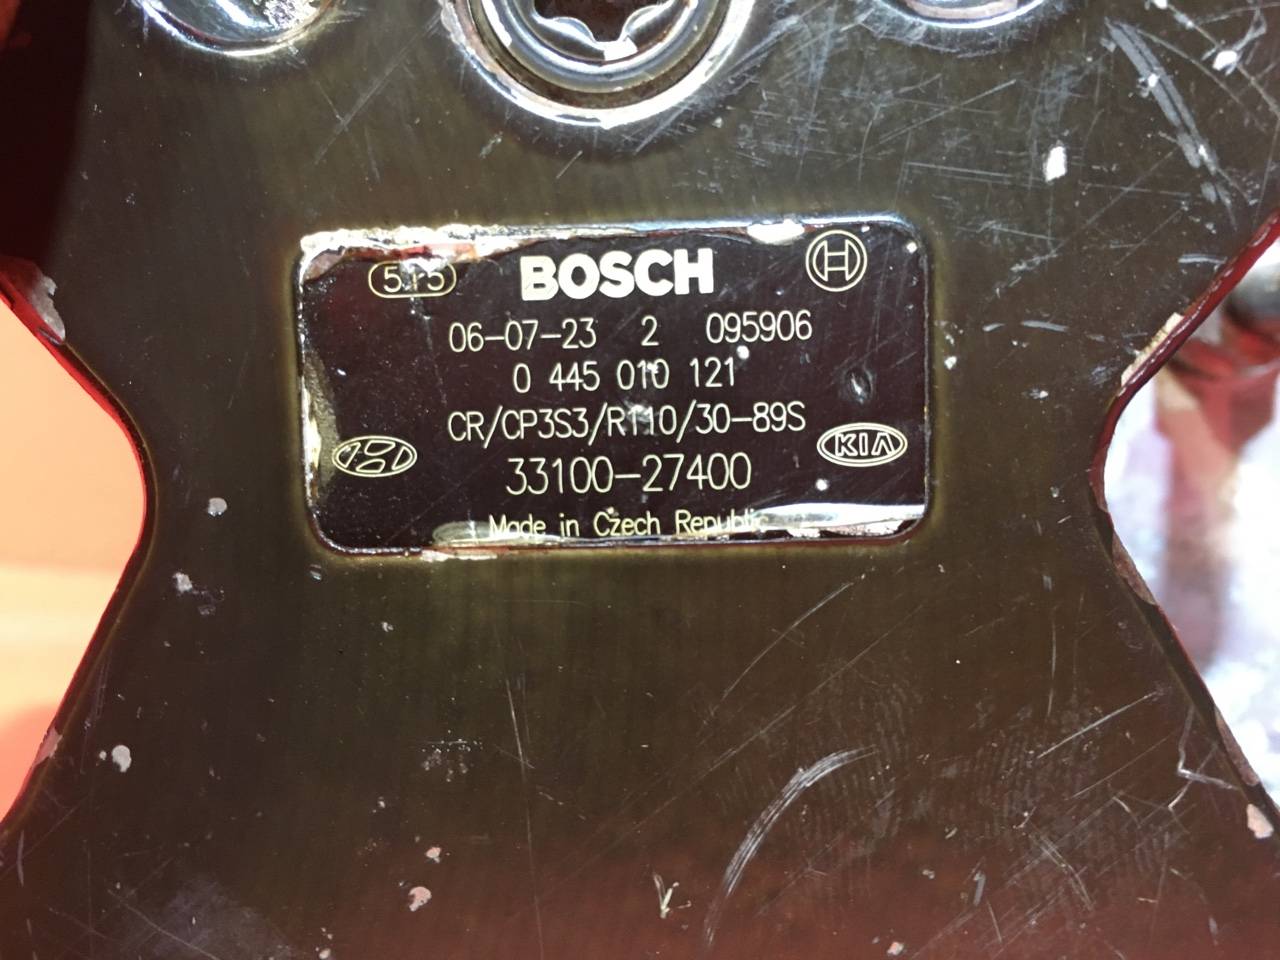 575 BOSCH
06-07-23 2 095906
0 445 010 121
CR/CP3S3/R110/30-89S
KIA
33100-27400
Made in Czech Republic